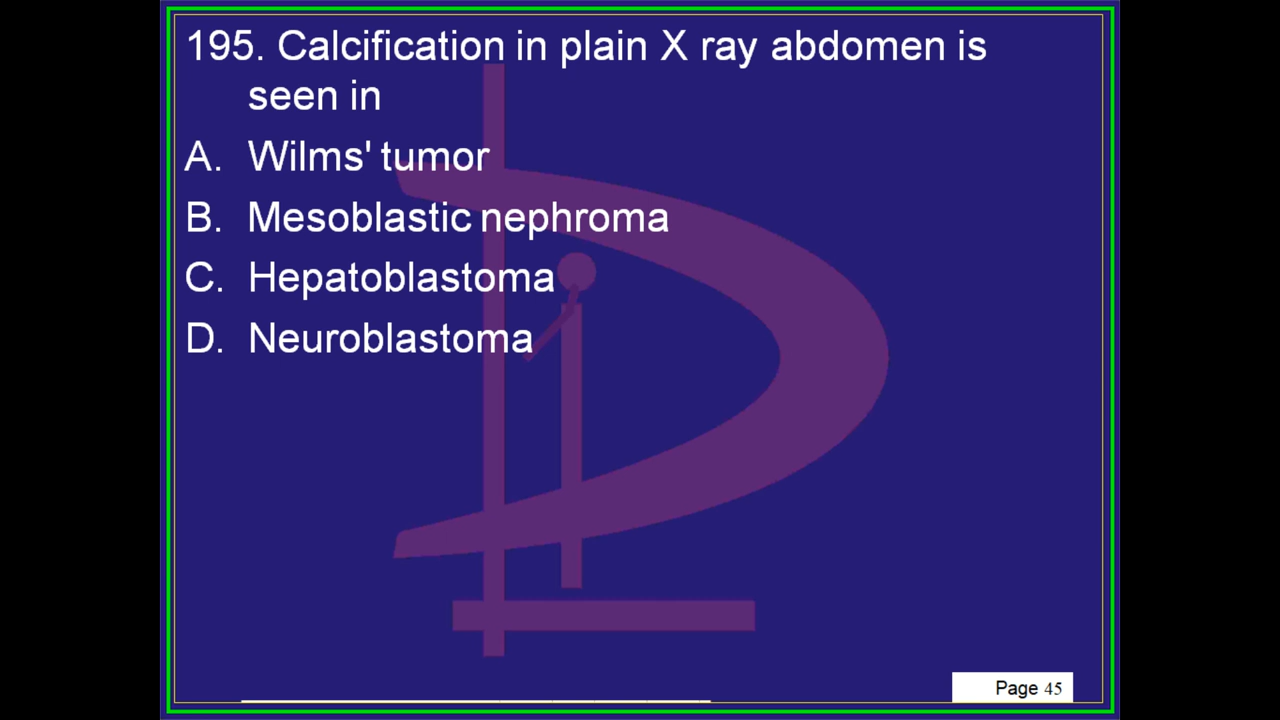 195. Calcification in plain X ray abdomen is
seen in
A. Wilms' tumor
B. Mesoblastic nephroma
C. Hepatoblastoma
D. Neuroblastoma
Page 45